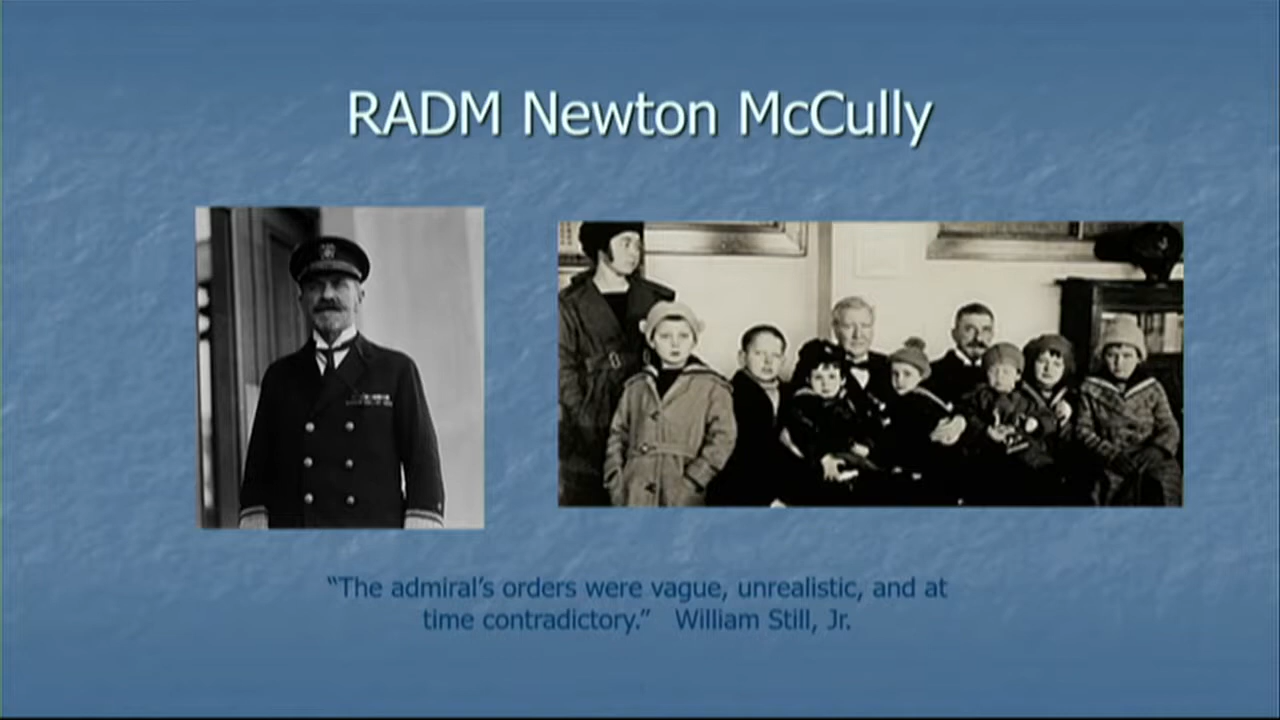 RADM Newton McCully
“The admiral’s orders were vague, unrealistic, and at
time contradictory.” William Still, Jr.